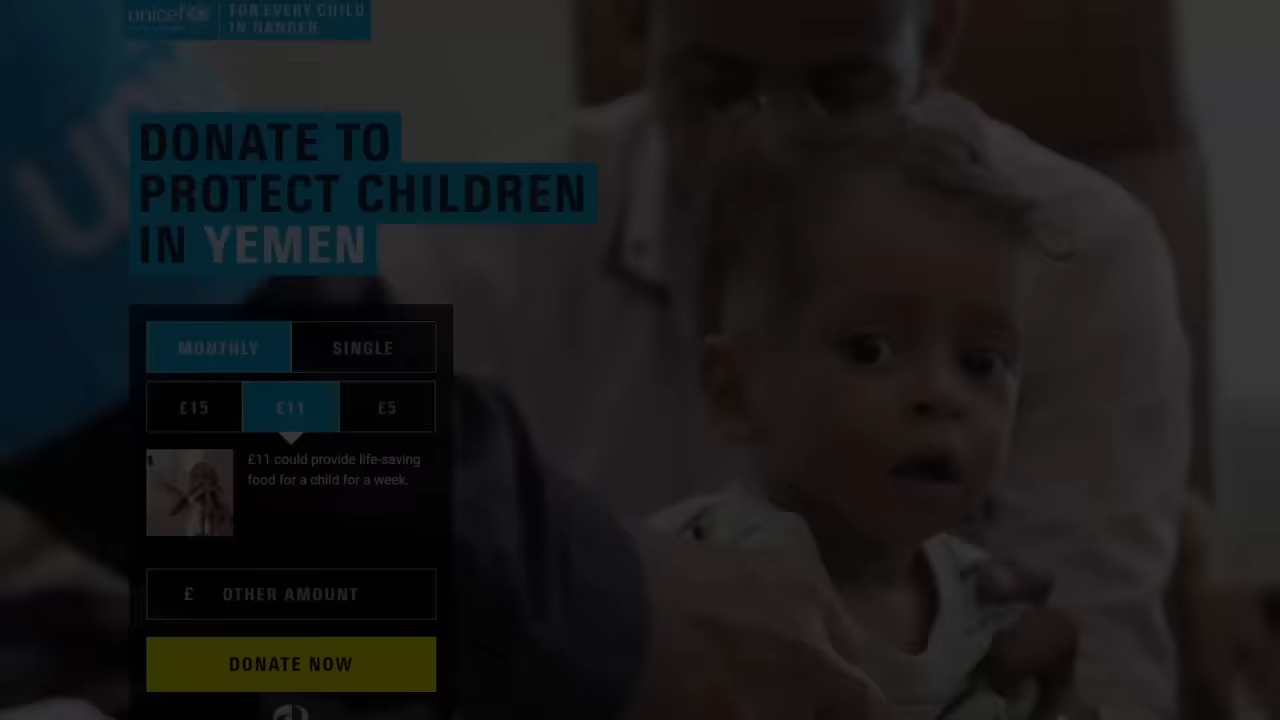 unicef
FOR EVERY CHILD
IN DANGER
DONATE TO
PROTECT CHILDREN
IN YEMEN
MONTHLY
SINGLE
£15
£11
£5
£11 could provide life-saving
food for a child for a week.
£ OTHER AMOUNT
DONATE NOW